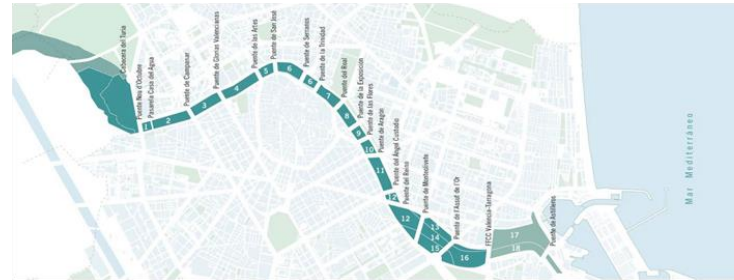 Cabecera del Turia
Puente Nou d'Octubre
Pasarela Casa del Agua
Puente de Campanar
Puente de Glorias Valencianas
Puente de las Artes
Puente de San José
Puente de Serranos
Puente de la Trinidad
Puente del Real
Puente de la Exposición
Puente de las Flores
Puente de Aragón
Puente del Ángel Custodio
Puente del Reino
Puente de Monteolivete
Puente de l'Assut de l'Or
FFCC Valencia-Tarragona
Puente de Astilleros
Mar Mediterráneo
1
2
3
4
5
6
7
8
9
10
11
12
13
14
15
16
17
18